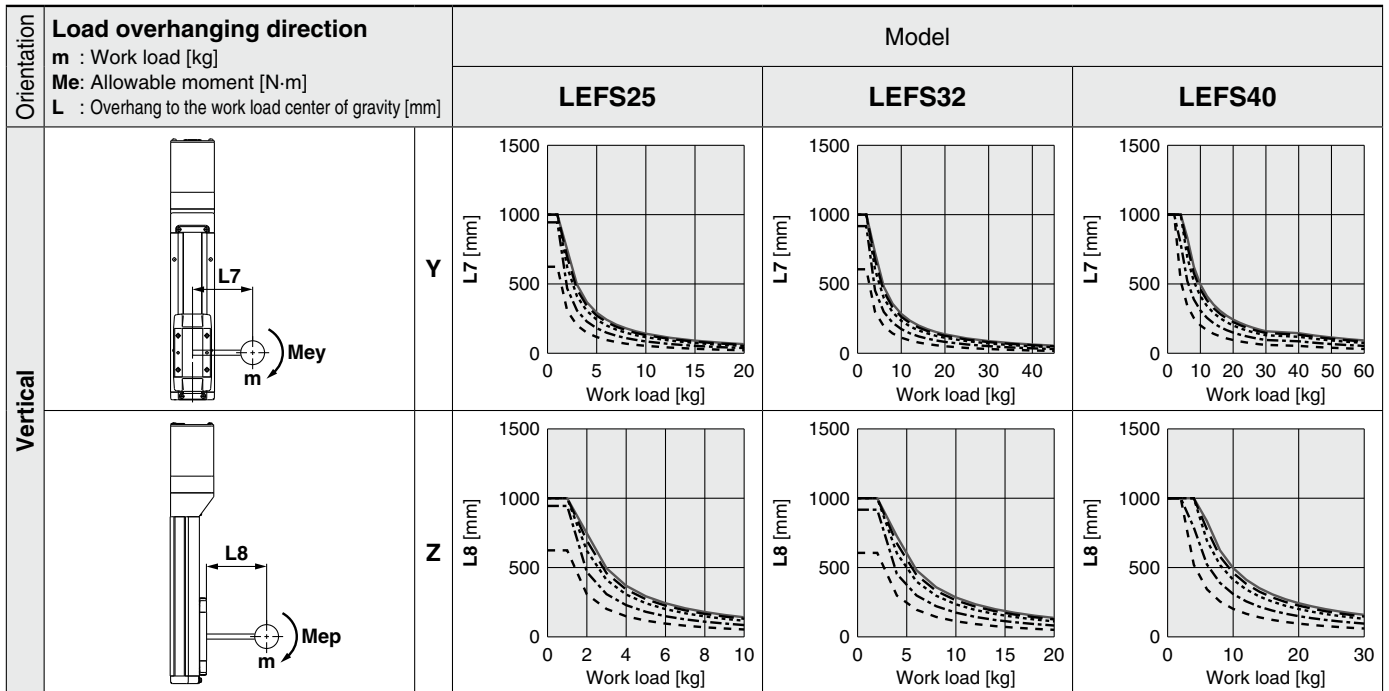 Orientation
Load overhanging direction
m : Work load [kg]
Me: Allowable moment [N·m]
L : Overhang to the work load center of gravity [mm]
Model
LEFS25
LEFS32
LEFS40
Vertical
L7
Mey
m
Y
L7 [mm]
1500
1000
500
0
0 5 10 15 20
Work load [kg]
L7 [mm]
1500
1000
500
0
0 10 20 30 40
Work load [kg]
L7 [mm]
1500
1000
500
0
0 10 20 30 40 50 60
Work load [kg]
L8
Mep
m
Z
L8 [mm]
1500
1000
500
0
0 2 4 6 8 10
Work load [kg]
L8 [mm]
1500
1000
500
0
0 5 10 15 20
Work load [kg]
L8 [mm]
1500
1000
500
0
0 10 20 30
Work load [kg]